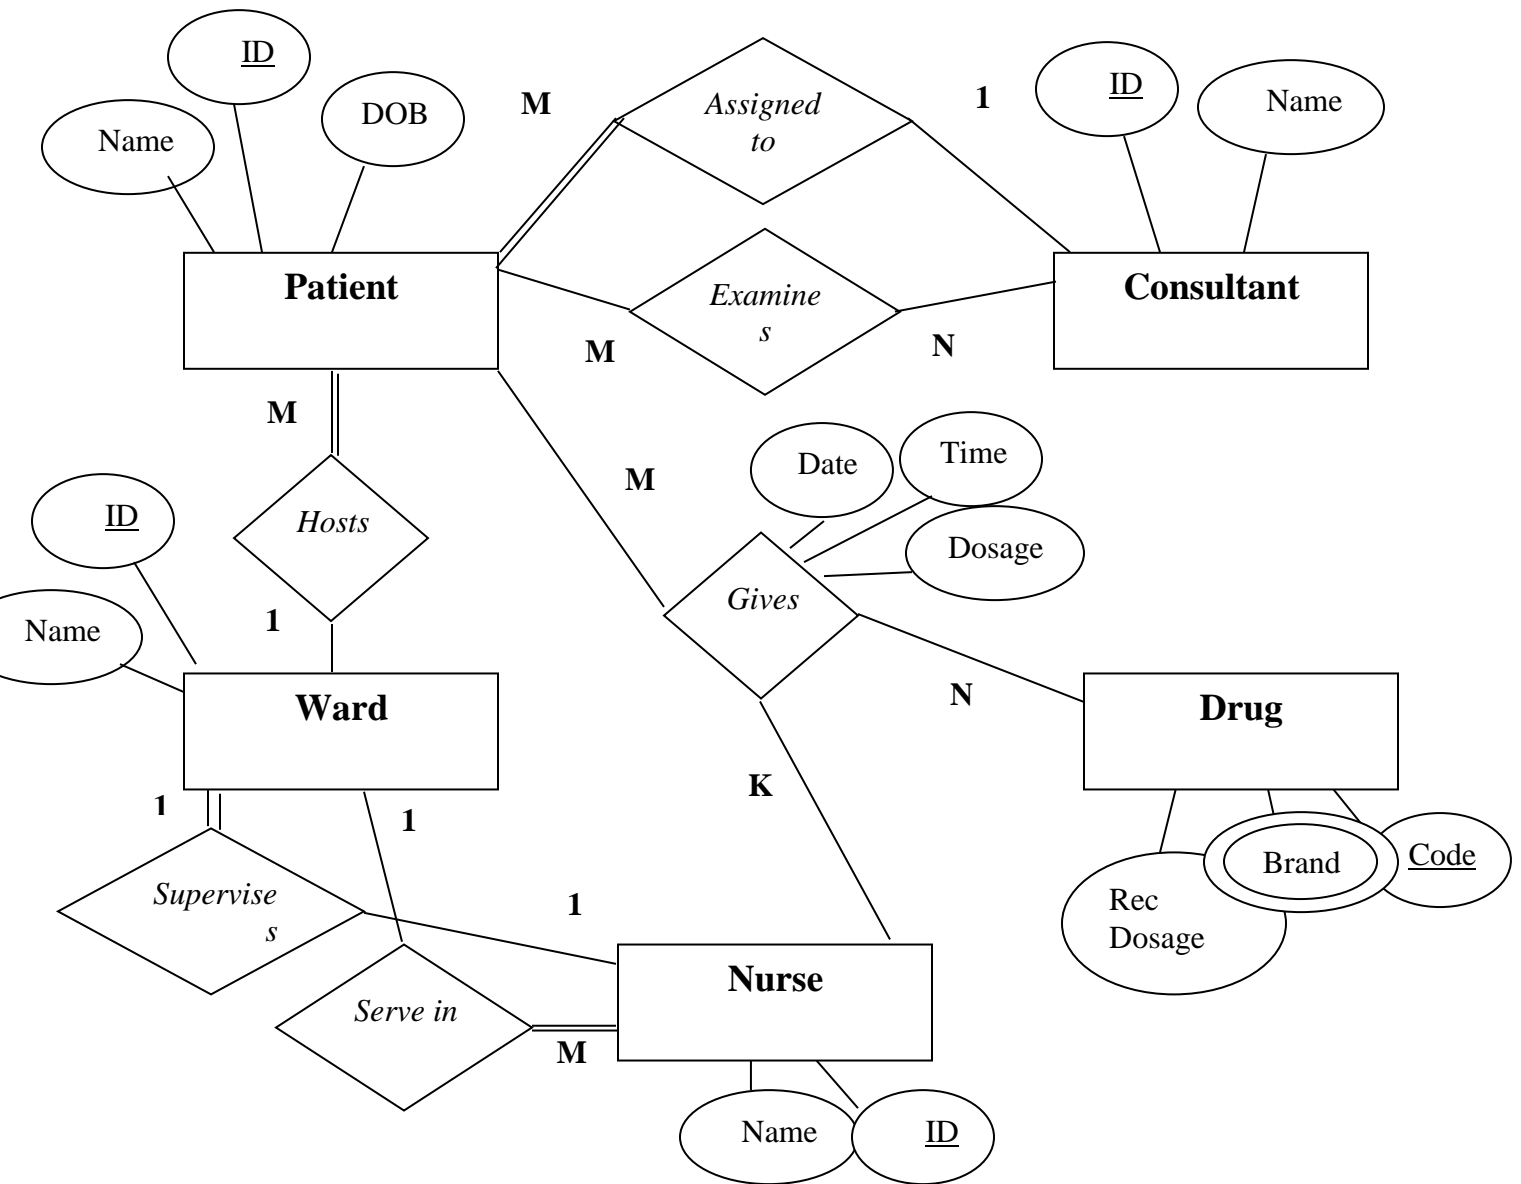 ID
DOB
Name
M
Assigned
to
1
ID
Name
Patient
Examine
s
Consultant
M
N
M
Hosts
1
ID
Name
M
Date
Time
Dosage
Gives
N
K
Ward
Drug
1
1
Supervise
s
1
Serve in
M
Nurse
Rec
Dosage
Brand
Code
Name
ID